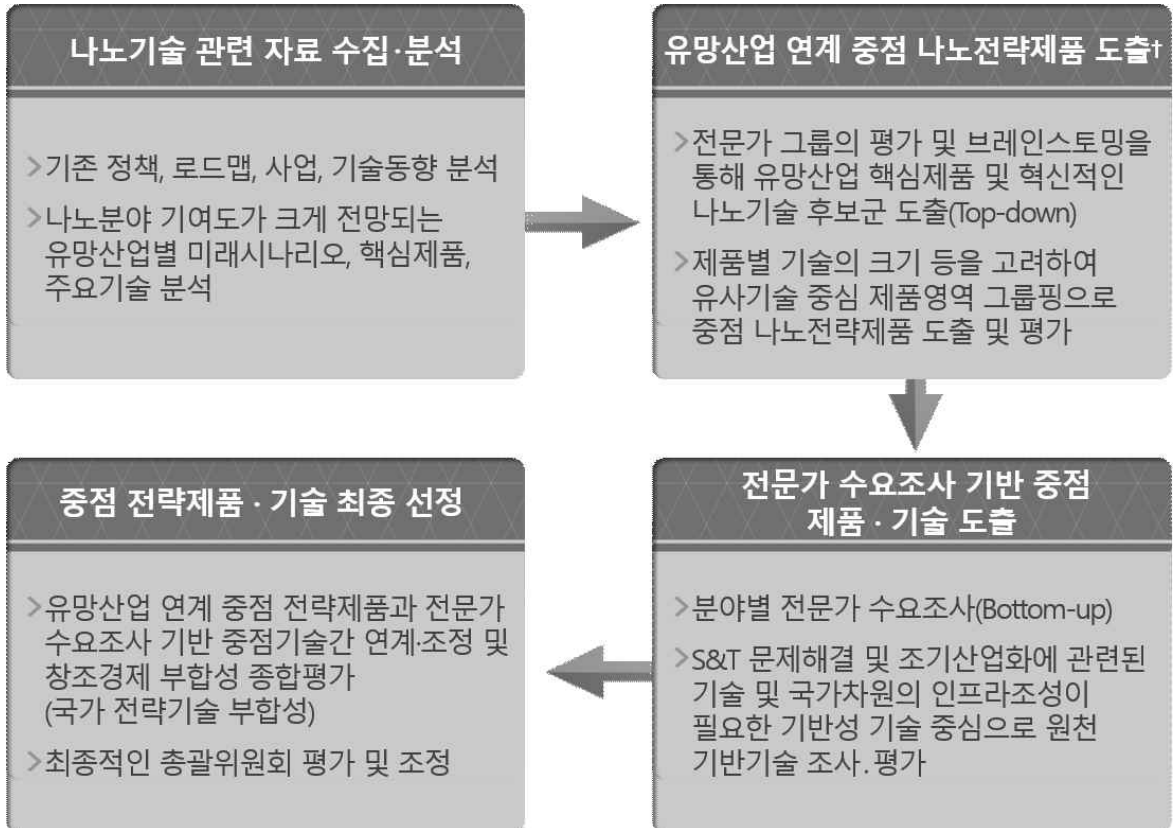 나노기술 관련 자료 수집·분석
>기존 정책, 로드맵, 사업, 기술동향 분석
>나노분야 기여도가 크게 전망되는
유망산업별 미래시나리오, 핵심제품,
주요기술 분석
유망산업 연계 중점 나노전략제품 도출†
>전문가 그룹의 평가 및 브레인스토밍을
통해 유망산업 핵심제품 및 혁신적인
나노기술 후보군 도출(Top-down)
>제품별 기술의 크기 등을 고려하여
유사기술 중심 제품영역 그룹핑으로
중점 나노전략제품 도출 및 평가
전문가 수요조사 기반 중점
제품 · 기술 도출
>분야별 전문가 수요조사(Bottom-up)
>S&T 문제해결 및 조기산업화에 관련된
기술 및 국가차원의 인프라조성이
필요한 기반성 기술 중심으로 원천
기반기술 조사.평가
중점 전략제품 · 기술 최종 선정
>유망산업 연계 중점 전략제품과 전문가
수요조사 기반 중점기술간 연계·조정 및
창조경제 부합성 종합평가
(국가 전략기술 부합성)
>최종적인 총괄위원회 평가 및 조정